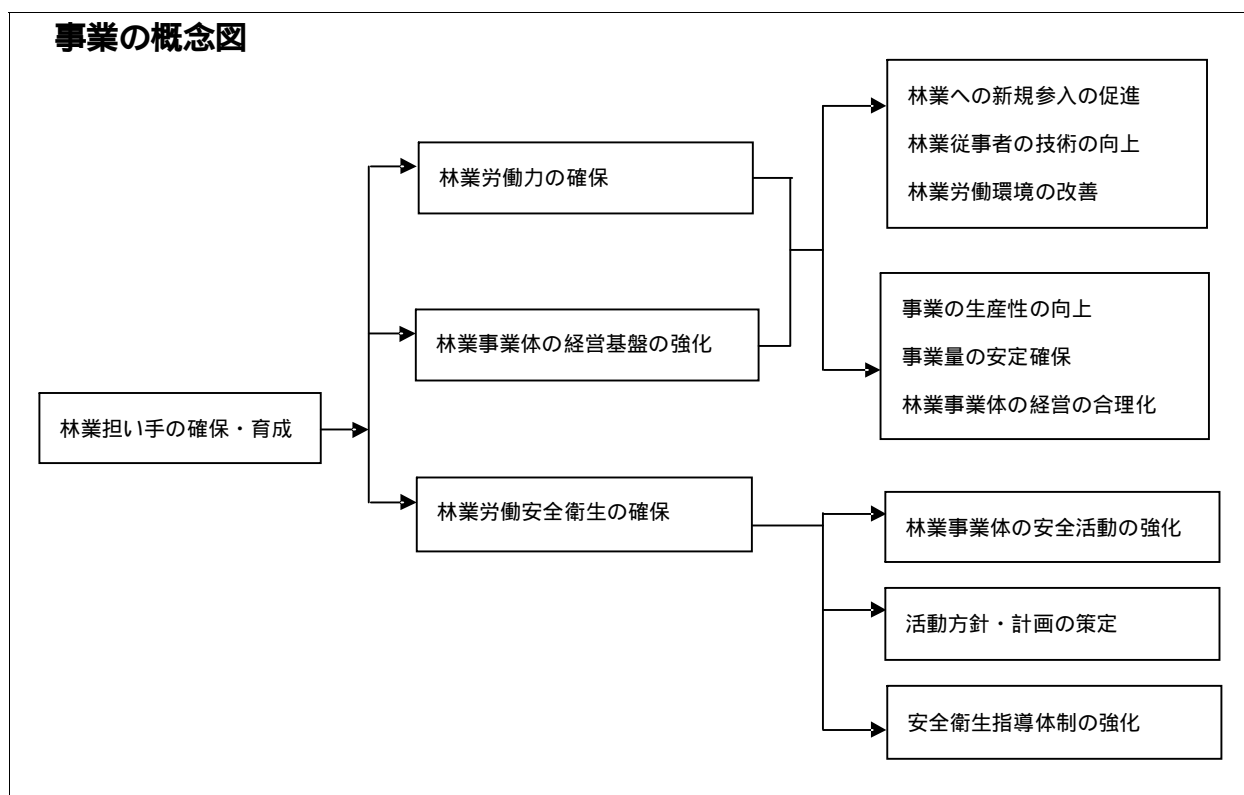 事業の概念図
林業担い手の確保・育成
林業労働力の確保
林業事業体の経営基盤の強化
林業労働安全衛生の確保
林業への新規参入の促進
林業従事者の技術の向上
林業労働環境の改善
事業の生産性の向上
事業量の安定確保
林業事業体の経営の合理化
林業事業体の安全活動の強化
活動方針・計画の策定
安全衛生指導体制の強化